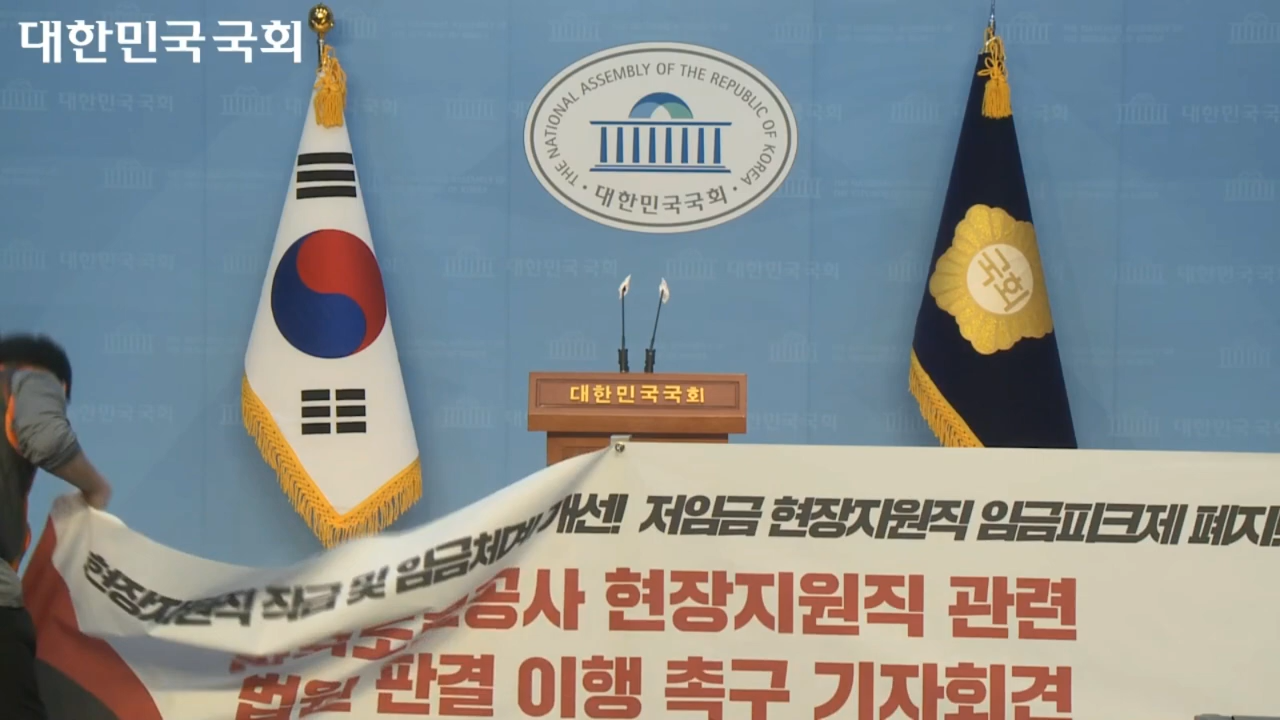 대한민국 국회
THE NATIONAL ASSEMBLY OF THE REPUBLIC OF KOREA
대한민국국회
국회
대한민국국회
현장지원직 직급 및 임금체계 개선! 저임금 현장지원직 임금피크제 폐지
공사 현장지원직 관련
법원 판결 이행 촉구 기자회견